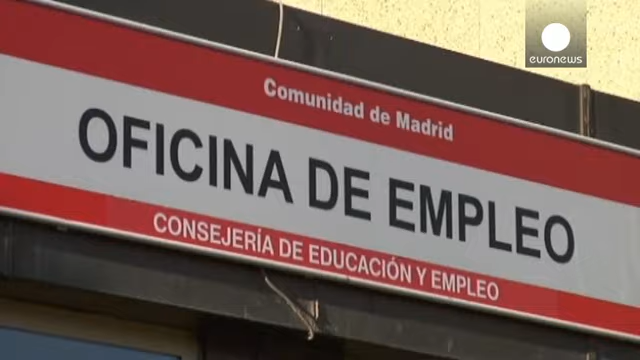 euronews
Comunidad de Madrid
OFICINA DE EMPLEO
CONSEJERÍA DE EDUCACIÓN Y EMPLEO